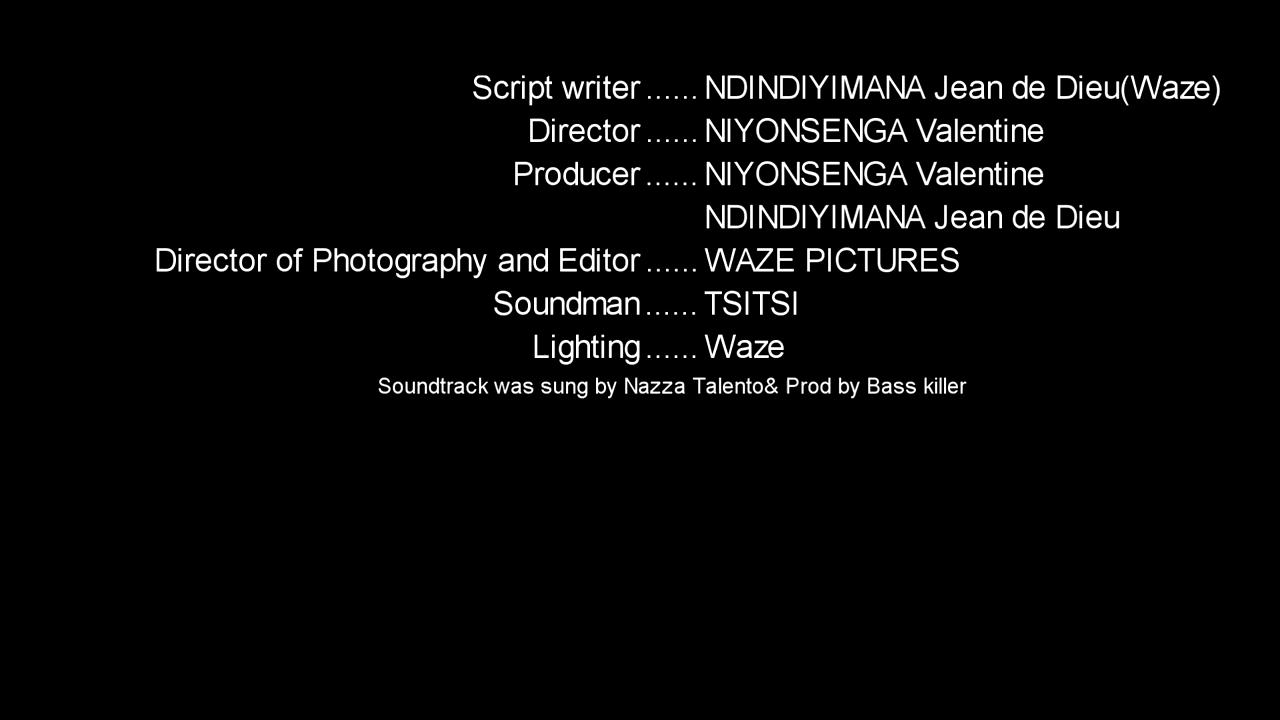 Script writer ...... NDINDIYIMANA Jean de Dieu(Waze)
Director ...... NIYONSENGA Valentine
Producer ...... NIYONSENGA Valentine
NDINDIYIMANA Jean de Dieu
Director of Photography and Editor ...... WAZE PICTURES
Soundman ...... TSITSI
Lighting ...... Waze
Soundtrack was sung by Nazza Talento& Prod by Bass killer